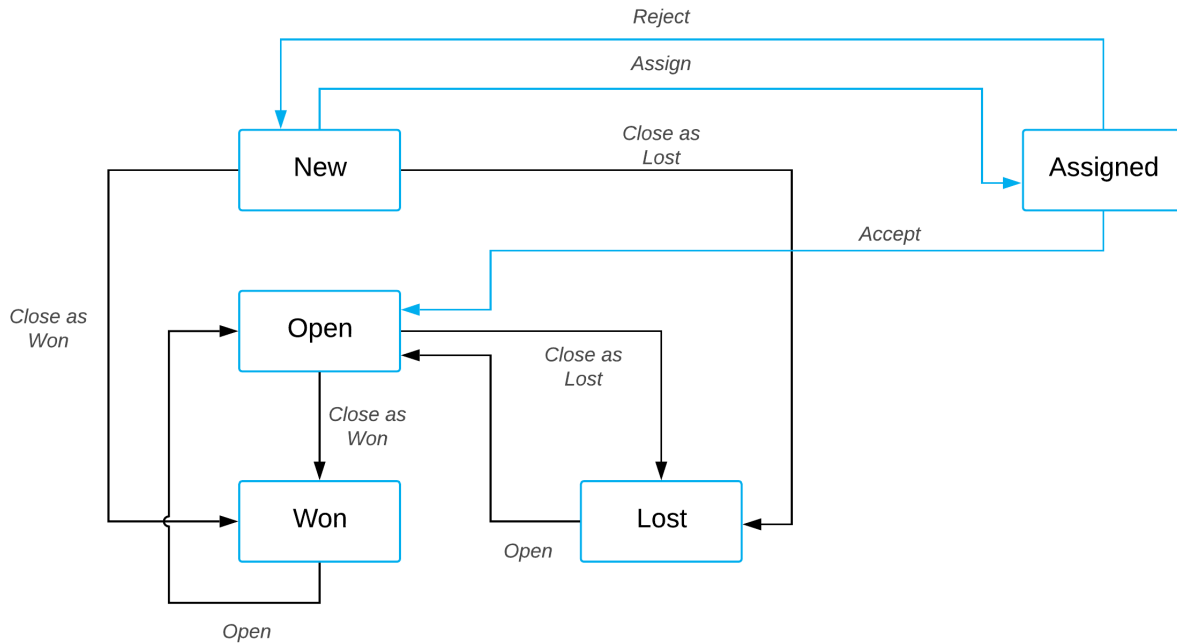 Reject
Assign
Close as
Lost
New
Assigned
Accept
Close as
Won
Open
Close as
Lost
Close as
Won
Won
Lost
Open
Open